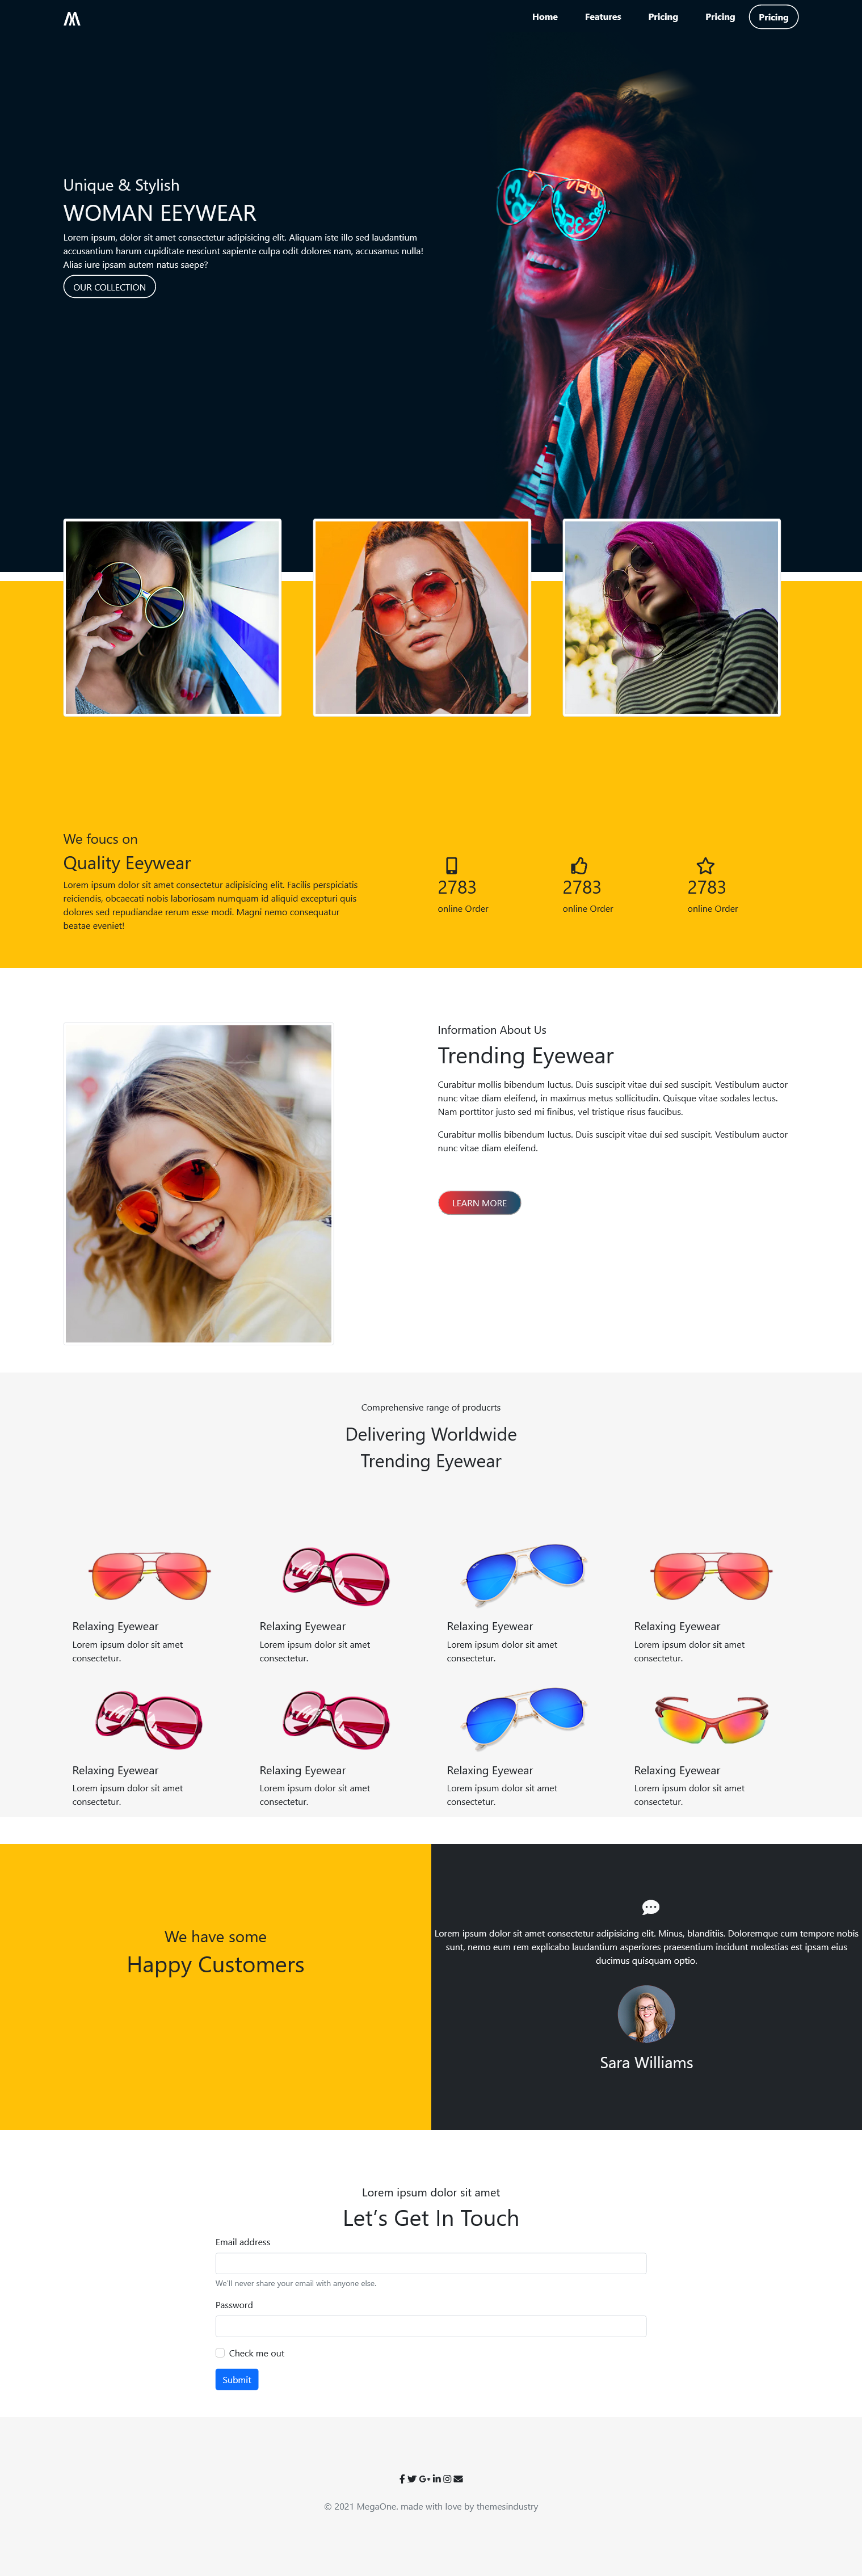 Home Features Pricing Pricing Pricing
Unique & Stylish
WOMAN EEYWEAR
Lorem ipsum, dolor sit amet consectetur adipisicing elit. Aliquam iste illo sed laudantium
accusantium harum cupiditate nesciunt sapiente culpa odit dolores nam, accusamus nulla!
Alias iure ipsam autem natus saepe?
OUR COLLECTION
We foucs on
Quality Eeywear
Lorem ipsum dolor sit amet consectetur adipisicing elit. Facilis perspiciatis
reiciendis, obcaecati nobis laboriosam numquam id aliquid excepturi quis
dolores sed repudiandae rerum esse modi. Magni nemo consequatur
beatae eveniet!
2783 2783 2783
online Order online Order online Order
Information About Us
Trending Eyewear
Curabitur mollis bibendum luctus. Duis suscipit vitae dui sed suscipit. Vestibulum auctor
nunc vitae diam eleifend, in maximus metus sollicitudin. Quisque vitae sodales lectus.
Nam porttitor justo sed mi finibus, vel tristique risus faucibus.
Curabitur mollis bibendum luctus. Duis suscipit vitae dui sed suscipit. Vestibulum auctor
nunc vitae diam eleifend.
LEARN MORE
Comprehensive range of producrts
Delivering Worldwide
Trending Eyewear
Relaxing Eyewear Relaxing Eyewear Relaxing Eyewear Relaxing Eyewear
Lorem ipsum dolor sit amet Lorem ipsum dolor sit amet Lorem ipsum dolor sit amet Lorem ipsum dolor sit amet
consectetur. consectetur. consectetur. consectetur.
Relaxing Eyewear Relaxing Eyewear Relaxing Eyewear Relaxing Eyewear
Lorem ipsum dolor sit amet Lorem ipsum dolor sit amet Lorem ipsum dolor sit amet Lorem ipsum dolor sit amet
consectetur. consectetur. consectetur. consectetur.
We have some
Happy Customers
Lorem ipsum dolor sit amet consectetur adipisicing elit. Minus, blanditiis. Doloremque cum tempore nobis
sunt, nemo eum rem explicabo laudantium asperiores praesentium incidunt molestias est ipsam eius
ducimus quisquam optio.
Sara Williams
Lorem ipsum dolor sit amet
Let's Get In Touch
Email address
We'll never share your email with anyone else.
Password
Check me out
Submit
© 2021 MegaOne. made with love by themesindustry